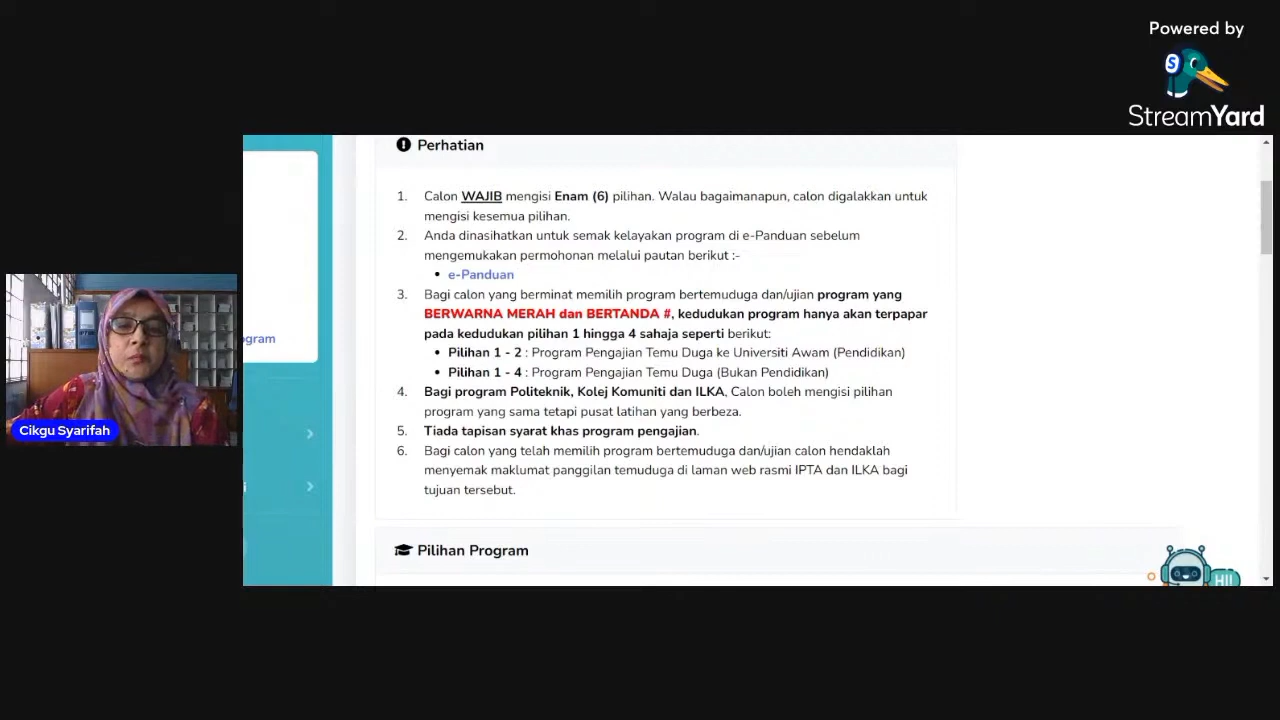 Powered by
S
StreamYard
Perhatian
1. Calon WAJIB mengisi Enam (6) pilihan. Walau bagaimanapun, calon digalakkan untuk
mengisi kesemua pilihan.
2. Anda dinasihatkan untuk semak kelayakan program di e-Panduan sebelum
mengemukakan permohonan melalui pautan berikut :-
• e-Panduan
3. Bagi calon yang berminat memilih program bertemuduga dan/ujian program yang
BERWARNA MERAH dan BERTANDA #, kedudukan program hanya akan terpapar
pada kedudukan pilihan 1 hingga 4 sahaja seperti berikut:
• Pilihan 1 - 2 : Program Pengajian Temu Duga ke Universiti Awam (Pendidikan)
• Pilihan 1 - 4 : Program Pengajian Temu Duga (Bukan Pendidikan)
4. Bagi program Politeknik, Kolej Komuniti dan ILKA, Calon boleh mengisi pilihan
program yang sama tetapi pusat latihan yang berbeza.
5. Tiada tapisan syarat khas program pengajian.
6. Bagi calon yang telah memilih program bertemuduga dan/ujian calon hendaklah
menyemak maklumat panggilan temuduga di laman web rasmi IPTA dan ILKA bagi
tujuan tersebut.
Pilihan Program
ogram
i
Cikgu Syarifah
HI!